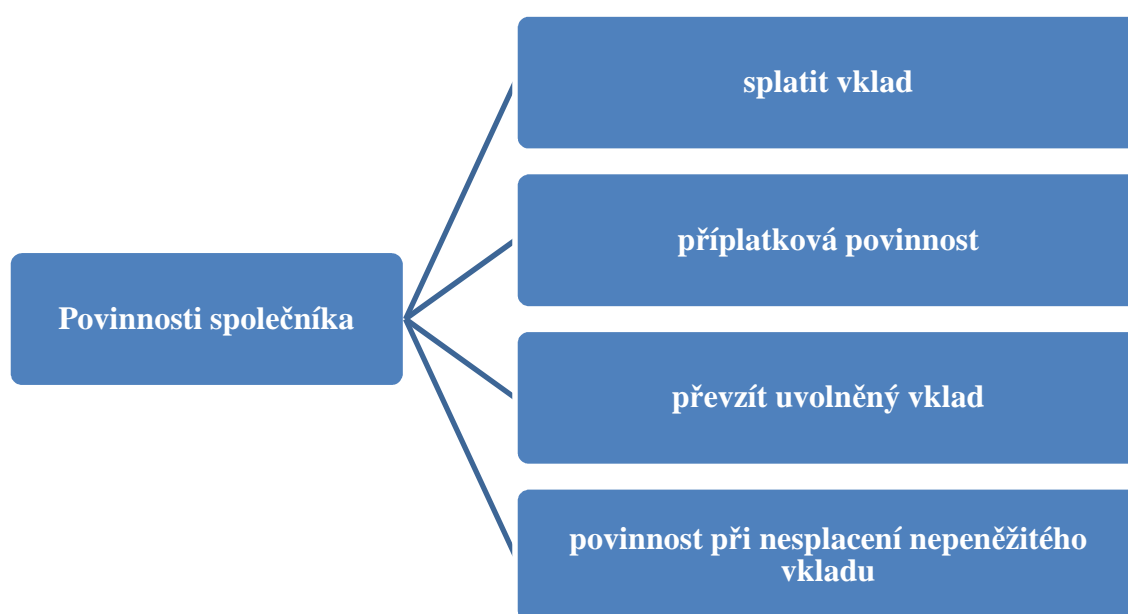 Povinnosti společníka
splatit vklad
příplatková povinnost
převzít uvolněný vklad
povinnost při nesplacení nepeněžitého
vkladu